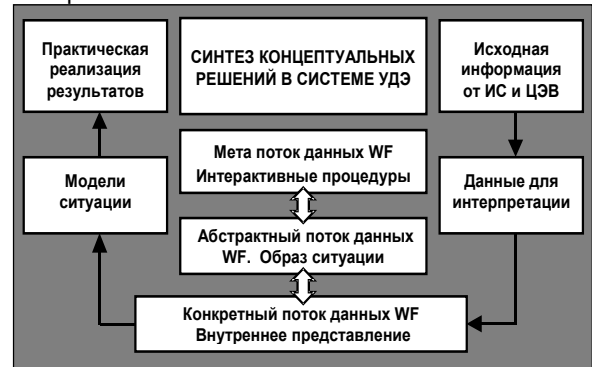 Практическая
реализация
результатов
СИНТЕЗ КОНЦЕПТУАЛЬНЫХ
РЕШЕНИЙ В СИСТЕМЕ УДЭ
Исходная
информация
от ИС и ЦЭВ
Мета поток данных WF
Интерактивные процедуры
Модели
ситуации
Данные для
интерпретации
Абстрактный поток данных
WF. Образ ситуации
Конкретный поток данных WF
Внутреннее представление